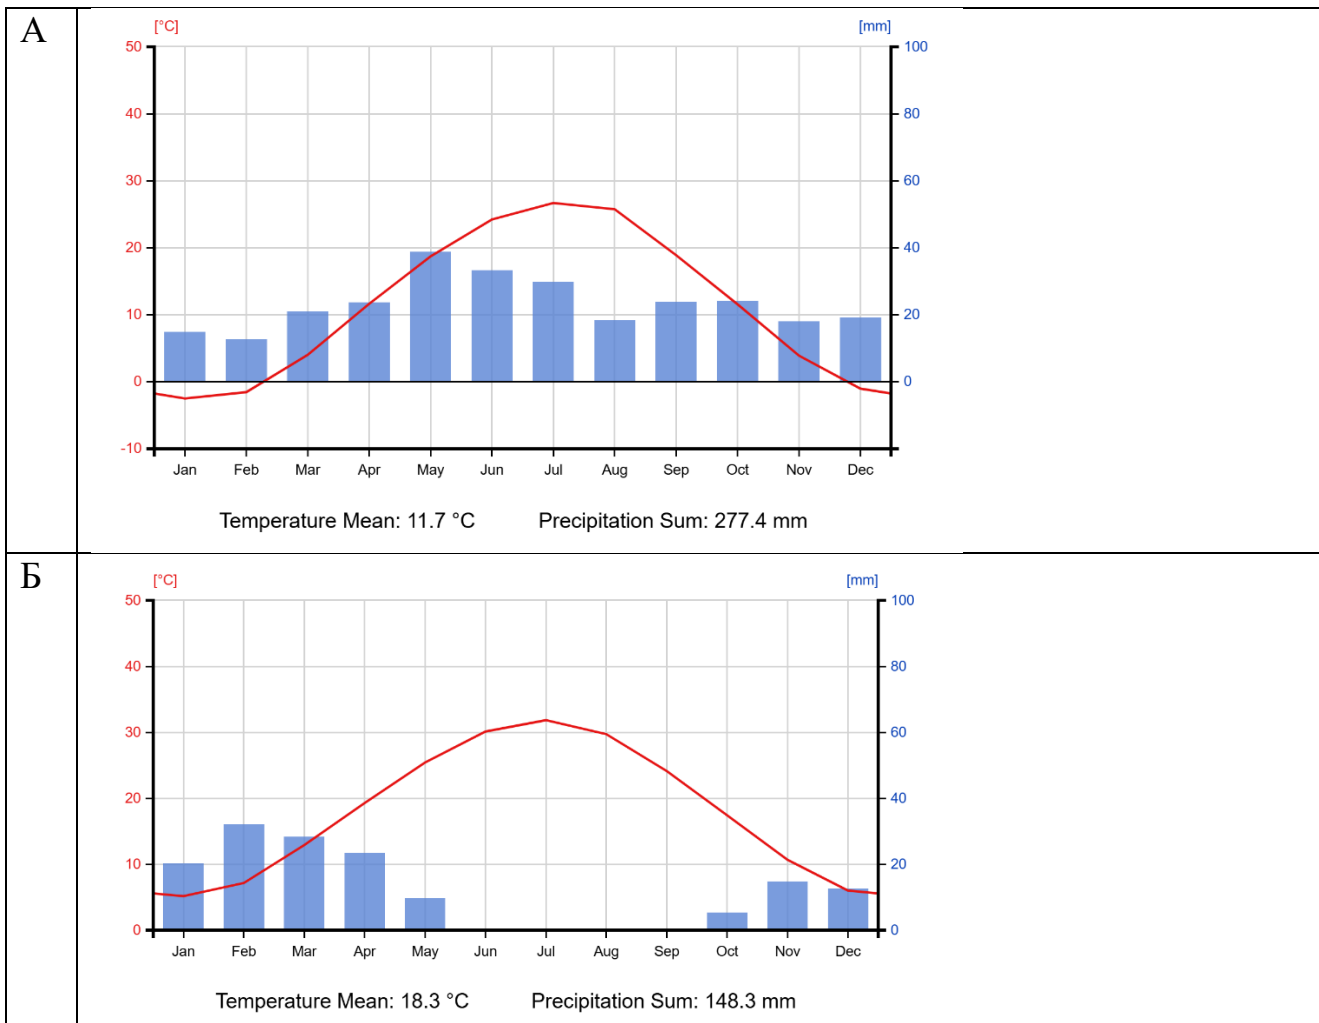 А
[°C] [mm]
50 100
40 80
30 60
20 40
10 20
0 0
-10
Jan Feb Mar Apr May Jun Jul Aug Sep Oct Nov Dec
Temperature Mean: 11.7 °C Precipitation Sum: 277.4 mm
Б
[°C] [mm]
50 100
40 80
30 60
20 40
10 20
0 0
Jan Feb Mar Apr May Jun Jul Aug Sep Oct Nov Dec
Temperature Mean: 18.3 °C Precipitation Sum: 148.3 mm